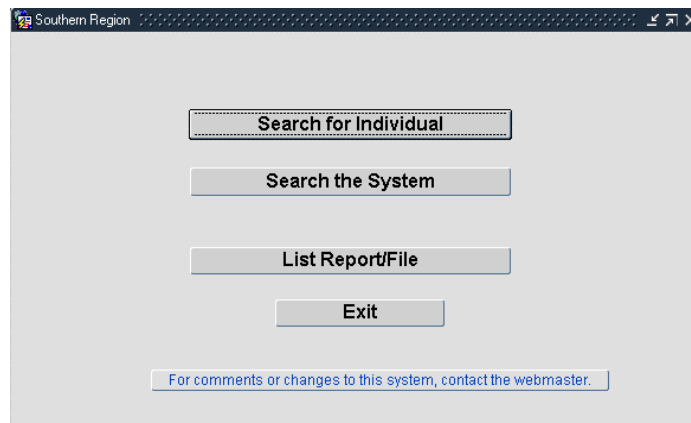 Southern Region
Search for Individual
Search the System
List Report/File
Exit
For comments or changes to this system, contact the webmaster.